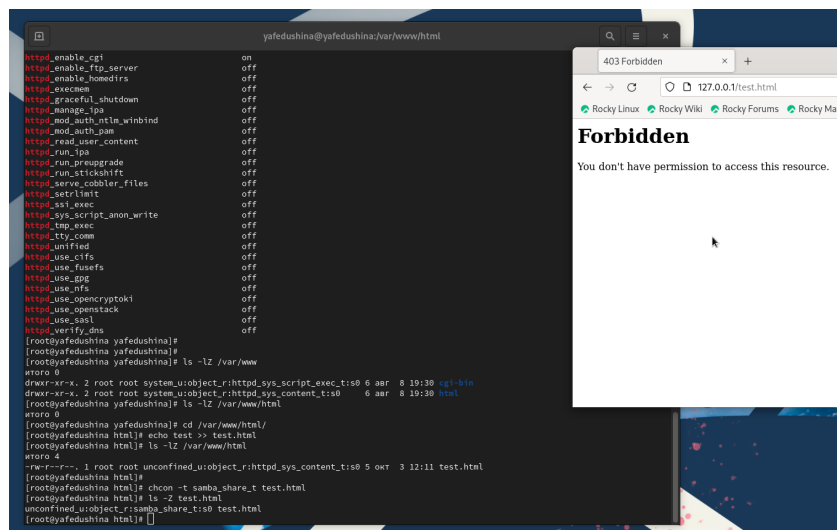 yafedushina@yafedushina:/var/www/html
httpd_enable_cgi on
httpd_enable_ftp_server off
httpd_enable_homedirs off
httpd_execmem off
httpd_graceful_shutdown off
httpd_manage_ipa off
httpd_mod_auth_ntlm_winbind off
httpd_mod_auth_pam off
httpd_read_user_content off
httpd_run_ipa off
httpd_run_preupgrade off
httpd_run_stickshift off
httpd_serve_cobbler_files off
httpd_setrlimit off
httpd_ssi_exec off
httpd_sys_script_anon_write off
httpd_tmp_exec off
httpd_tty_comm off
httpd_unified off
httpd_use_cifs off
httpd_use_fusefs off
httpd_use_gpg off
httpd_use_nfs off
httpd_use_opencryptoki off
httpd_use_openstack off
httpd_use_sasl off
httpd_verify_dns off
[root@yafedushina yafedushina]#
[root@yafedushina yafedushina]#
[root@yafedushina yafedushina]# ls -lZ /var/www
итого 0
drwxr-xr-x. 2 root root system_u:object_r:httpd_sys_script_exec_t:s0 6 авг 8 19:30 cgi-bin
drwxr-xr-x. 2 root root system_u:object_r:httpd_sys_content_t:s0 6 авг 8 19:30 html
[root@yafedushina yafedushina]# ls -lZ /var/www/html
итого 0
[root@yafedushina yafedushina]# cd /var/www/html/
[root@yafedushina html]# echo test >> test.html
[root@yafedushina html]# ls -lZ /var/www/html
итого 4
-rw-r--r--. 1 root root unconfined_u:object_r:httpd_sys_content_t:s0 5 окт 3 12:11 test.html
[root@yafedushina html]#
[root@yafedushina html]# chcon -t samba_share_t test.html
[root@yafedushina html]# ls -Z test.html
unconfined_u:object_r:samba_share_t:s0 test.html
[root@yafedushina html]#
403 Forbidden
127.0.0.1/test.html
Rocky Linux Rocky Wiki Rocky Forums Rocky Ma
Forbidden
You don't have permission to access this resource.